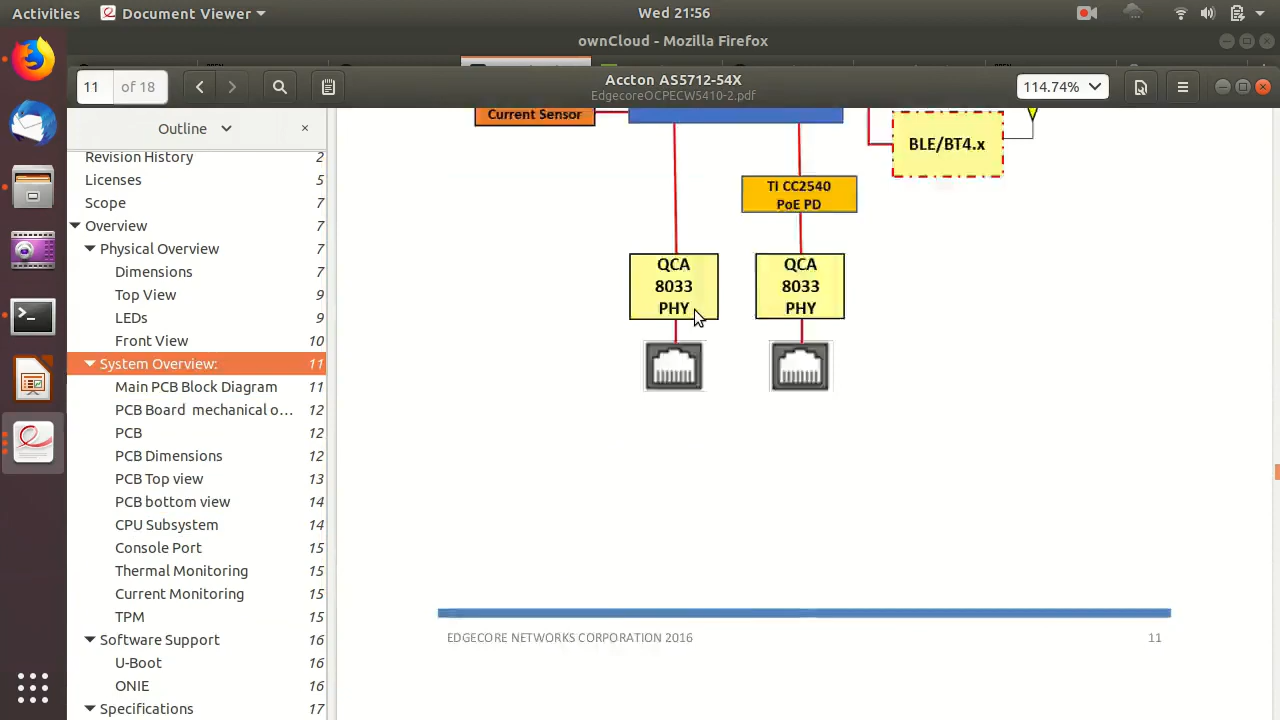 Activities
Document Viewer
Wed 21:56
ownCloud - Mozilla Firefox
11
of 18
Accton AS5712-54X
EdgecoreOCPECW5410-2.pdf
114.74%
Outline
Revision History 2
Licenses 5
Scope 7
Overview 7
Physical Overview 7
Dimensions 7
Top View 9
LEDs 9
Front View 10
System Overview: 11
Main PCB Block Diagram 11
PCB Board mechanical o... 12
PCB 12
PCB Dimensions 12
PCB Top view 13
PCB bottom view 14
CPU Subsystem 14
Console Port 15
Thermal Monitoring 15
Current Monitoring 15
TPM 15
Software Support 16
U-Boot 16
ONIE 16
Specifications 17
Current Sensor
BLE/BT4.x
TI CC2540
PoE PD
QCA
8033
PHY
QCA
8033
PHY
EDGECORE NETWORKS CORPORATION 2016
11